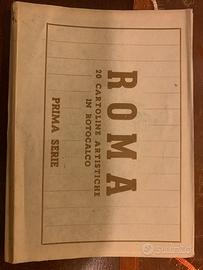 ROMA
20 CARTOLINE ARTISTICHE
IN ROTOCALCO
PRIMA SERIE